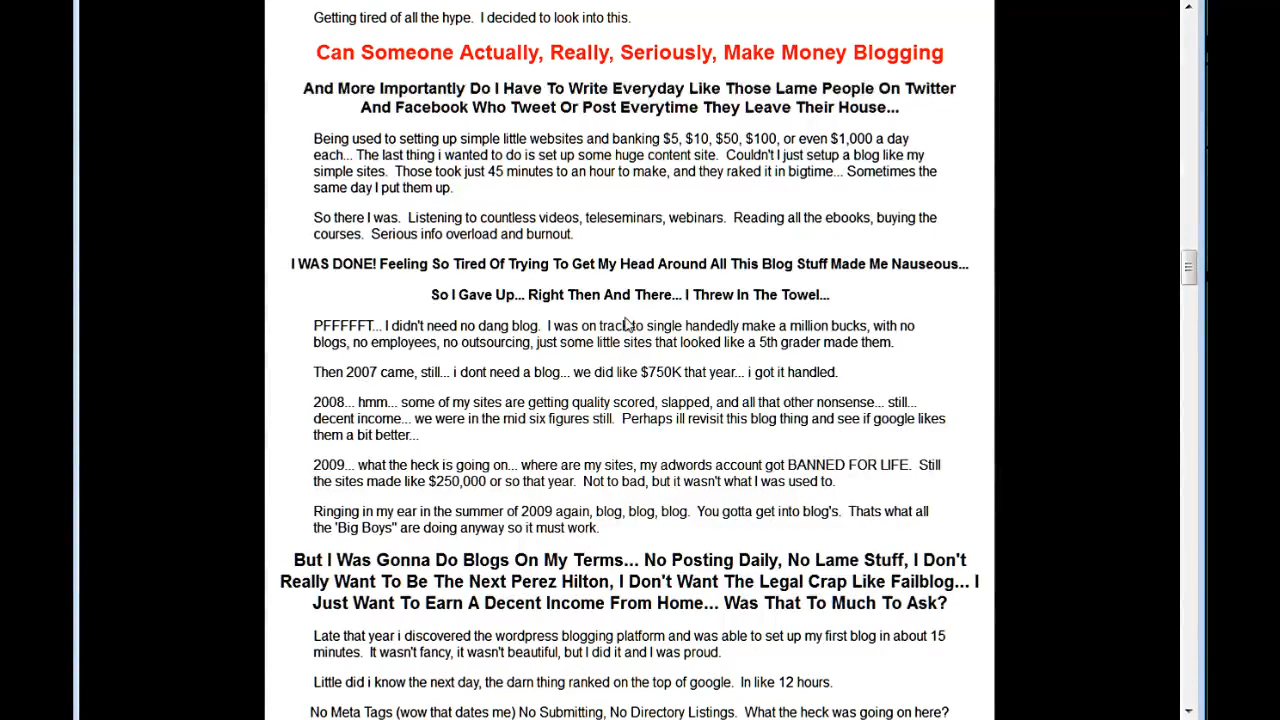 Getting tired of all the hype.  I decided to look into this.
Can Someone Actually, Really, Seriously, Make Money Blogging
And More Importantly Do I Have To Write Everyday Like Those Lame People On Twitter
And Facebook Who Tweet Or Post Everytime They Leave Their House...
Being used to setting up simple little websites and banking $5, $10, $50, $100, or even $1,000 a day
each... The last thing i wanted to do is set up some huge content site.  Couldn't I just setup a blog like my
simple sites.  Those took just 45 minutes to an hour to make, and they raked it in bigtime... Sometimes the
same day I put them up.
So there I was.  Listening to countless videos, teleseminars, webinars.  Reading all the ebooks, buying the
courses.  Serious info overload and burnout.
I WAS DONE! Feeling So Tired Of Trying To Get My Head Around All This Blog Stuff Made Me Nauseous...
So I Gave Up... Right Then And There... I Threw In The Towel...
PFFFFFT... I didn't need no dang blog.  I was on track to single handedly make a million bucks, with no
blogs, no employees, no outsourcing, just some little sites that looked like a 5th grader made them.
Then 2007 came, still... i dont need a blog... we did like $750K that year... i got it handled.
2008... hmm... some of my sites are getting quality scored, slapped, and all that other nonsense... still...
decent income... we were in the mid six figures still.  Perhaps ill revisit this blog thing and see if google likes
them a bit better...
2009... what the heck is going on... where are my sites, my adwords account got BANNED FOR LIFE.  Still
the sites made like $250,000 or so that year.  Not to bad, but it wasn't what I was used to.
Ringing in my ear in the summer of 2009 again, blog, blog, blog.  You gotta get into blog's.  Thats what all
the 'Big Boys" are doing anyway so it must work.
But I Was Gonna Do Blogs On My Terms... No Posting Daily, No Lame Stuff, I Don't
Really Want To Be The Next Perez Hilton, I Don't Want The Legal Crap Like Failblog... I
Just Want To Earn A Decent Income From Home... Was That To Much To Ask?
Late that year i discovered the wordpress blogging platform and was able to set up my first blog in about 15
minutes.  It wasn't fancy, it wasn't beautiful, but I did it and I was proud.
Little did i know the next day, the darn thing ranked on the top of google.  In like 12 hours.
No Meta Tags (wow that dates me) No Submitting, No Directory Listings.  What the heck was going on here?